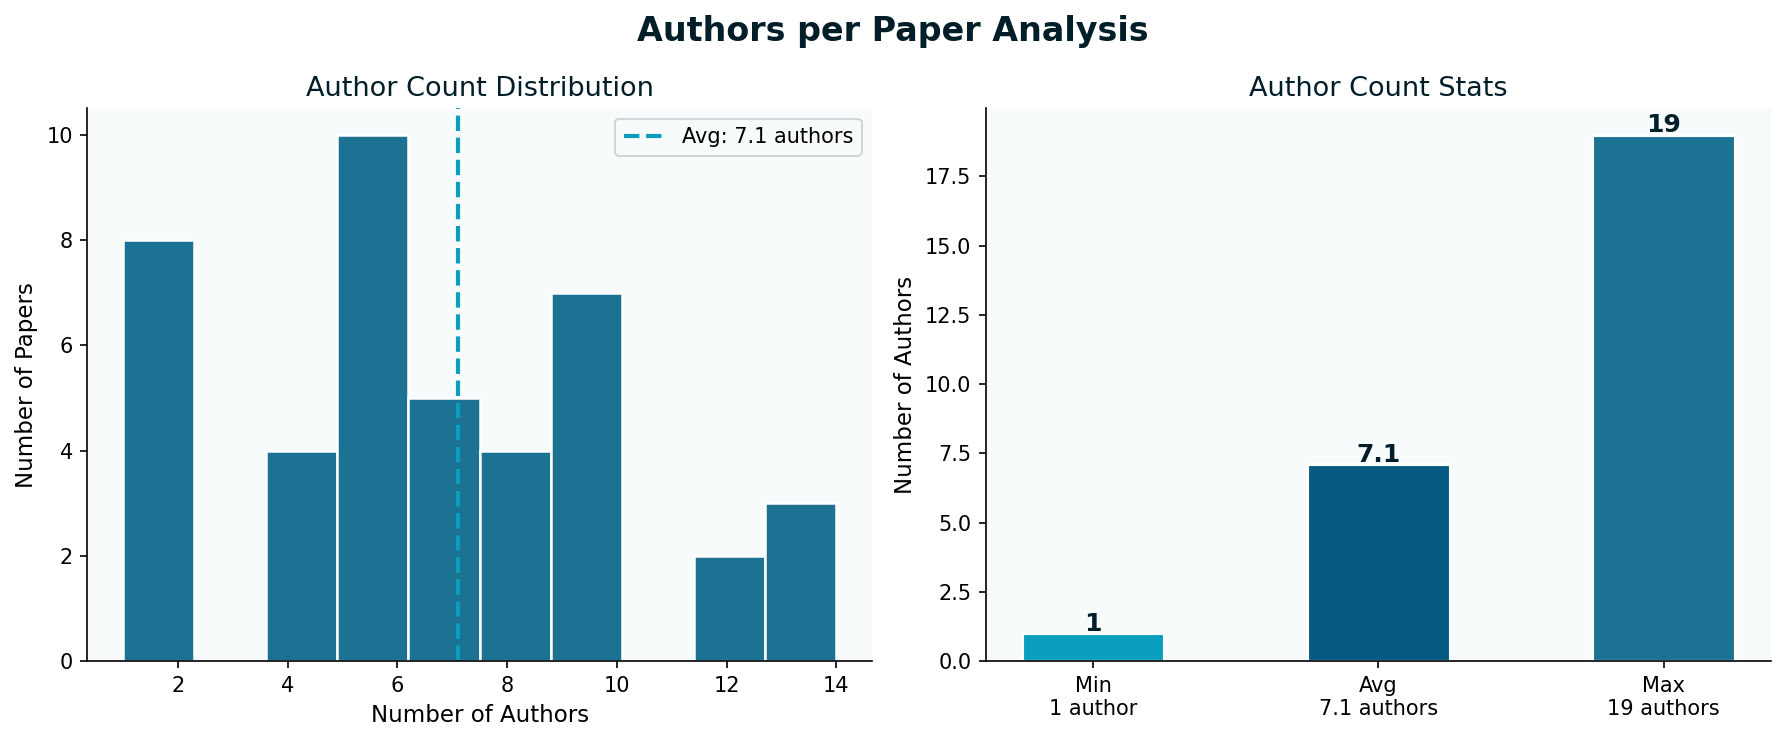 Authors per Paper Analysis
Author Count Distribution
Number of Papers
10
8
6
4
2
0
Avg: 7.1 authors
2
4
6
8
10
12
14
Number of Authors
Author Count Stats
Number of Authors
17.5
15.0
12.5
10.0
7.5
5.0
2.5
0.0
1
7.1
19
Min
1 author
Avg
7.1 authors
Max
19 authors